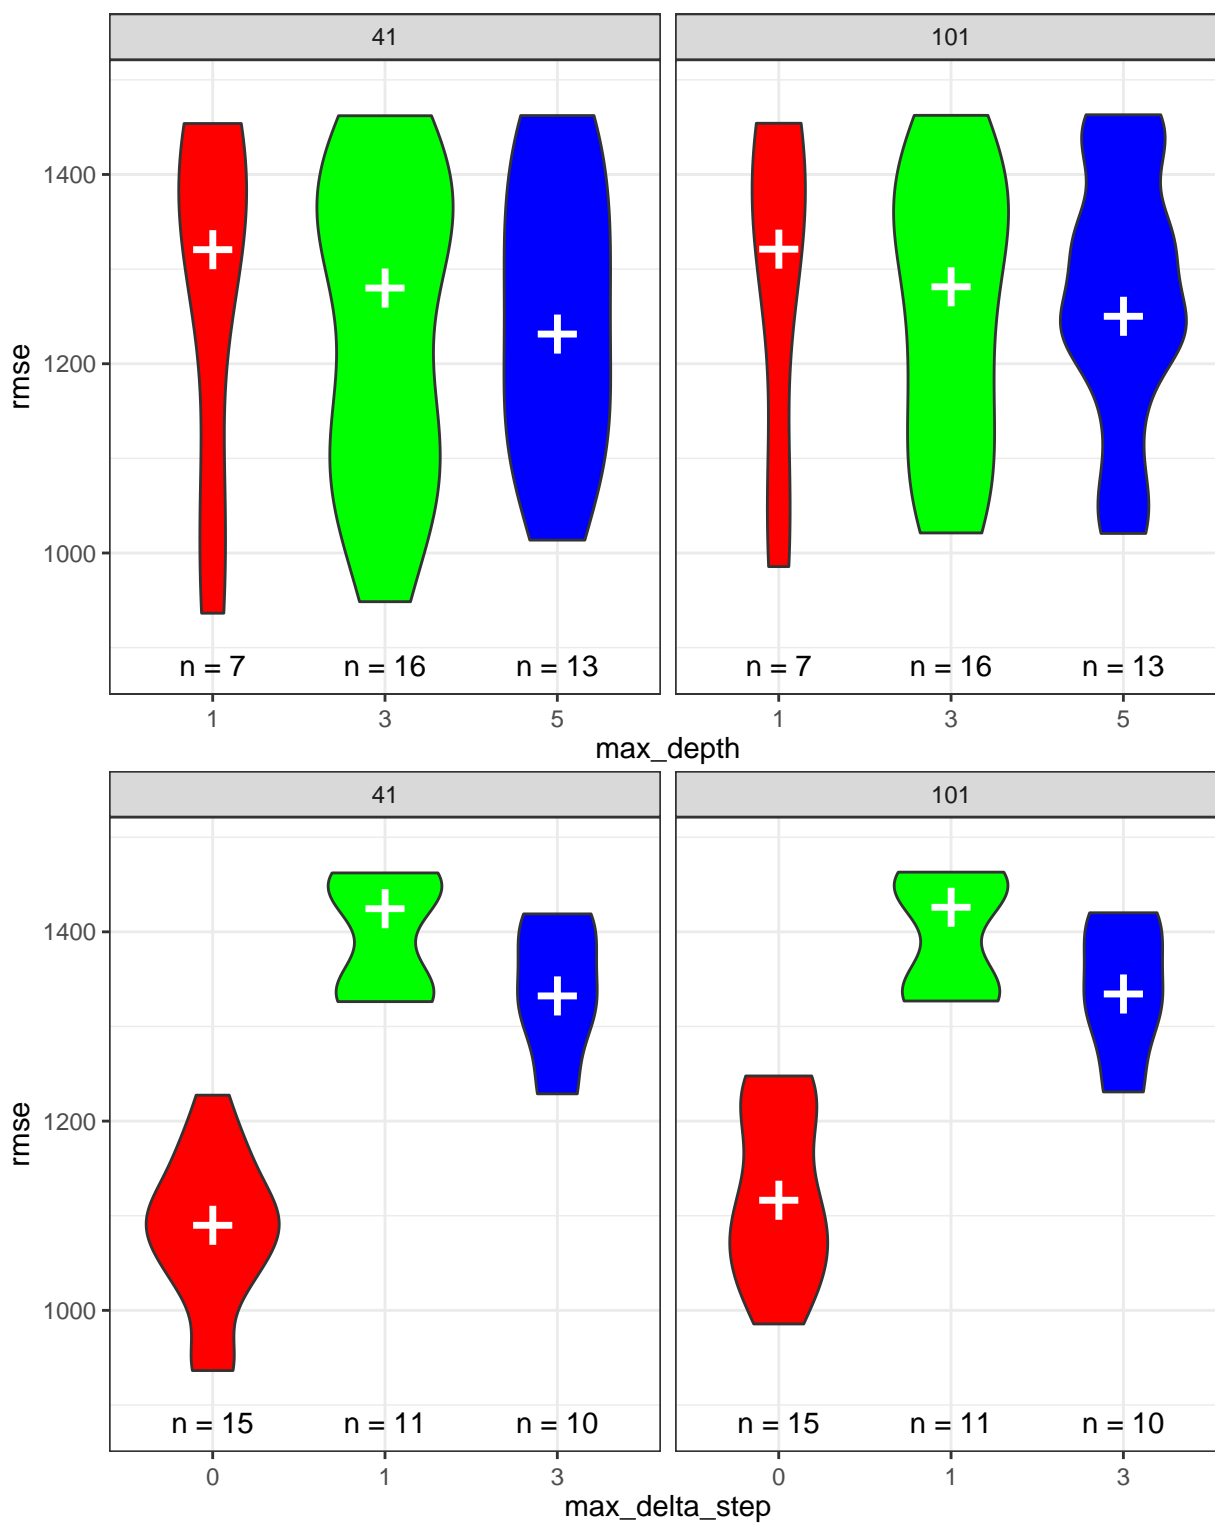 41 101
rmse
1400
1200
1000
n = 7 n = 16 n = 13 n = 7 n = 16 n = 13
1 3 5 1 3 5
max_depth
41 101
rmse
1400
1200
1000
n = 15 n = 11 n = 10 n = 15 n = 11 n = 10
0 1 3 0 1 3
max_delta_step